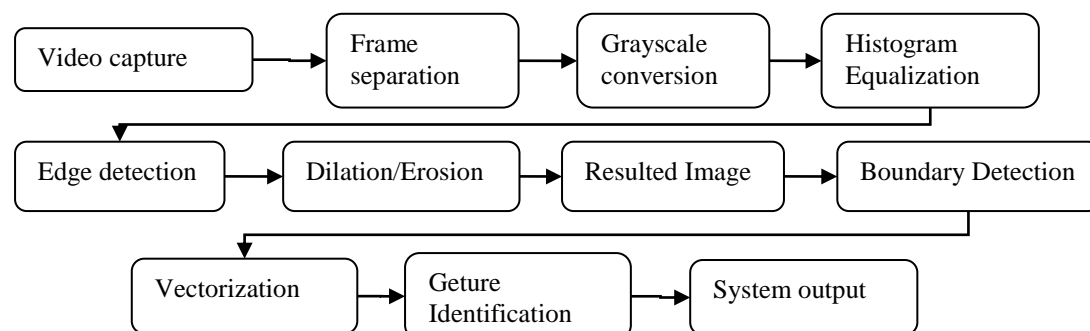 Video capture
Frame
separation
Grayscale
conversion
Histogram
Equalization
Edge detection
Dilation/Erosion
Resulted Image
Boundary Detection
Vectorization
Geture
Identification
System output